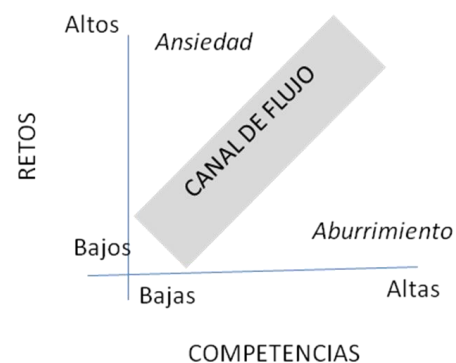 Altos
Ansiedad
RETOS
CANAL DE FLUJO
Aburrimiento
Bajos
Bajas
Altas
COMPETENCIAS